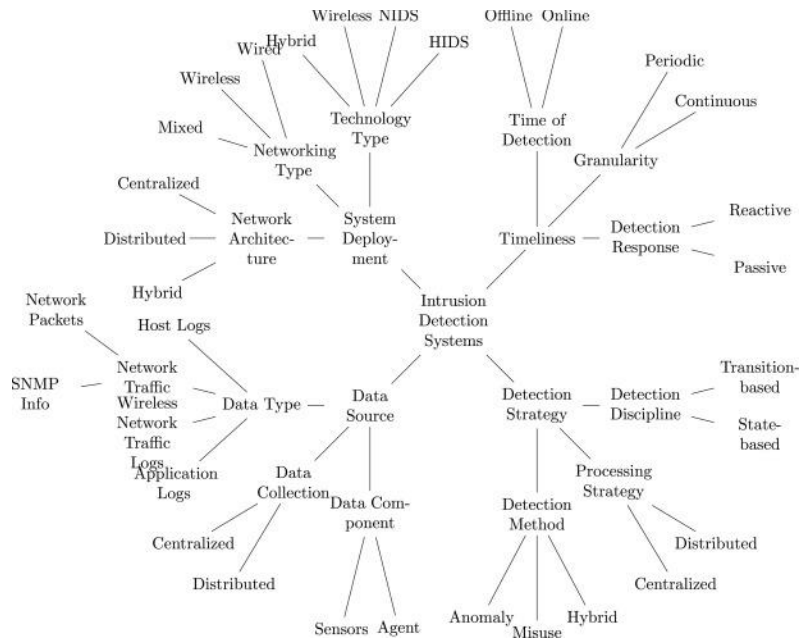 Wireless NIDS
Offline Online
Hybrid
Wired
HIDS
Periodic
Wireless
Continuous
Technology
Type
Time of
Detection
Mixed
Networking
Type
Granularity
Centralized
Network
Architec-
ture
System
Deploy-
ment
Timeliness
Detection
Response
Reactive
Distributed
Passive
Hybrid
Intrusion
Detection
Systems
Network
Packets
Host Logs
Network
Traffic
SNMP
Info
Wireless
Network
Traffic
Logs
Data Type
Data
Source
Detection
Strategy
Detection
Discipline
Transition-
based
State-
based
Application
Logs
Data
Collection
Data Com-
ponent
Detection
Method
Processing
Strategy
Centralized
Distributed
Distributed
Centralized
Sensors
Agent
Anomaly
Misuse
Hybrid